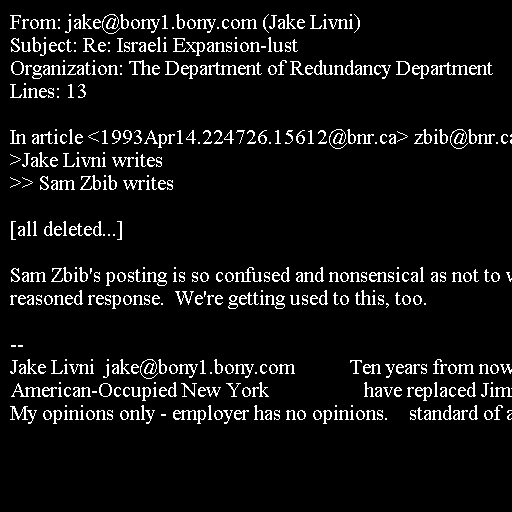 From: jake@bony1.bony.com (Jake Livni)
Subject: Re: Israeli Expansion-lust
Organization: The Department of Redundancy Department
Lines: 13
In article <1993Apr14.224726.15612@bnr.ca> zbib@bnr.ca
>Jake Livni writes
>> Sam Zbib writes
[all deleted...]
Sam Zbib's posting is so confused and nonsensical as not to
reasoned response.  We're getting used to this, too.
--
Jake Livni  jake@bony1.bony.com           Ten years from now
American-Occupied New York                   have replaced
My opinions only - employer has no opinions.    standard of